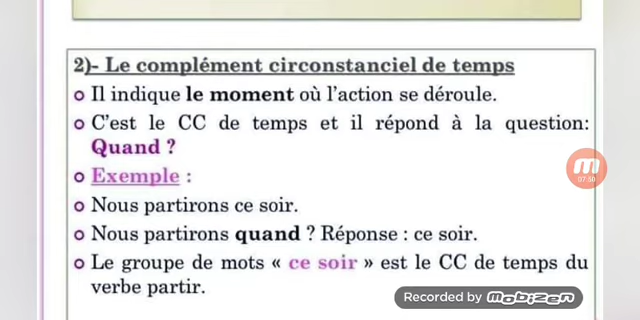 2)- Le complément circonstanciel de temps
Il indique le moment où l'action se déroule.
C'est le CC de temps et il répond à la question:
Quand ?
Exemple :
Nous partirons ce soir.
Nous partirons quand ? Réponse : ce soir.
Le groupe de mots « ce soir » est le CC de temps du
verbe partir.
07:50
Recorded by mobizen